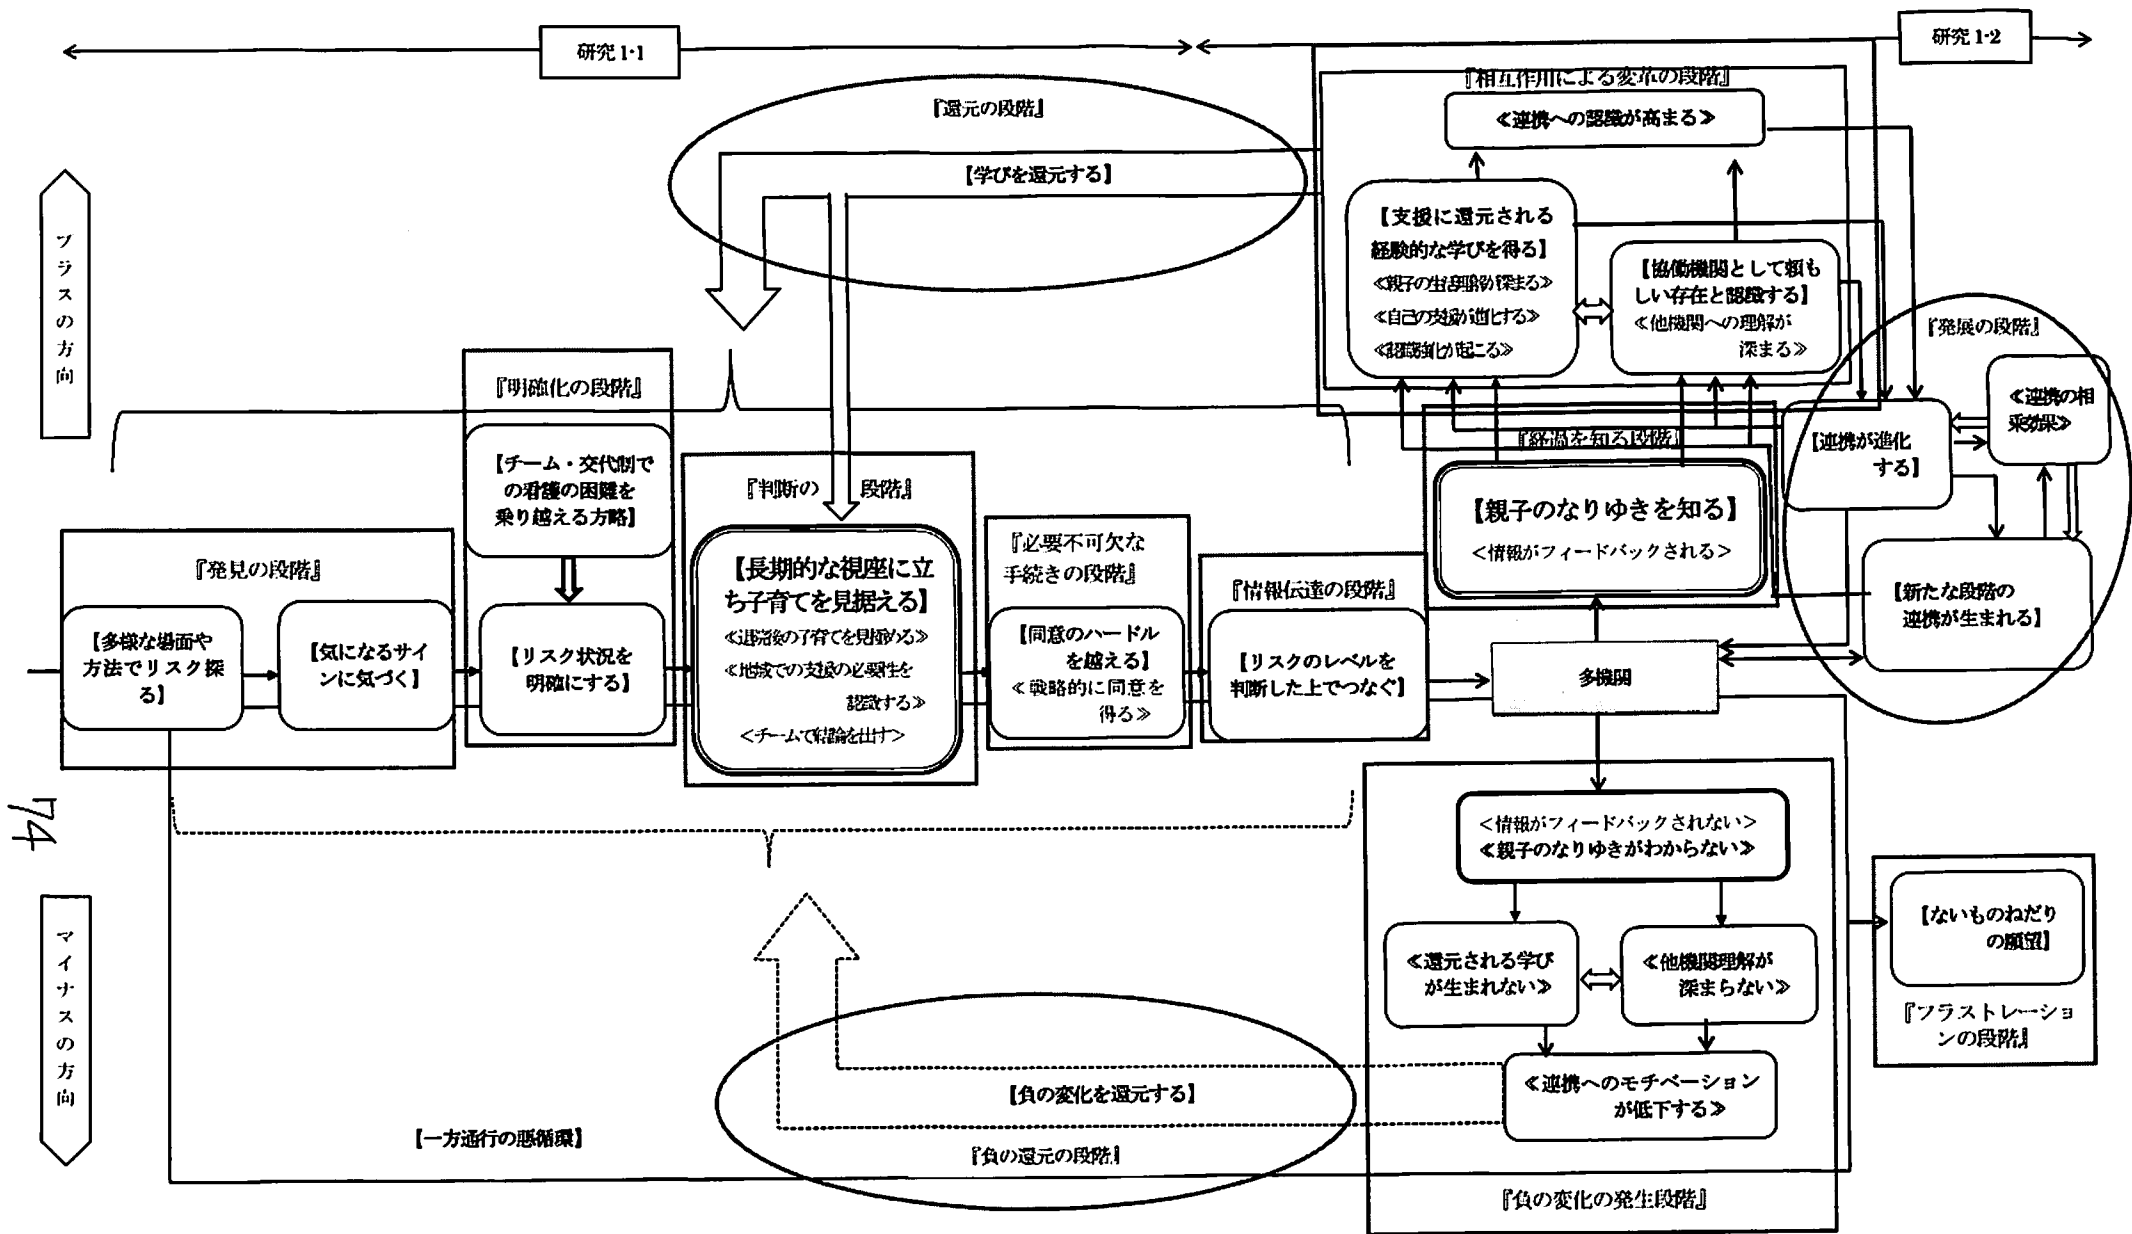 研究1-1
研究1-2
『相互作用による変革の段階』
≪連携への認識が高まる≫
『還元の段階』
【学びを還元する】
プラスの方向
【支援に還元される
経験的な学びを得る】
≪自己の支援が進化する≫
≪認識強化が起こる≫
【協働機関として頼も
しい存在と認識する】
≪他機関への理解が
深まる≫
『発展の段階』
≪連携の相
乗効果≫
【連携が進化
する】
【新たな段階の
連携が生まれる】
『経過を知る段階』
【親子のなりゆきを知る】
＜情報がフィードバックされる＞
『明確化の段階』
【チーム・交代制で
の看護の困難を
乗り越える方略】
『判断の 段階』
【長期的な視座に立
ち子育てを見据える】
≪退院後の子育てを見極める≫
≪地域での支援の必要性を
認識する≫
＜チームで結論を出す＞
『発見の段階』
【多様な場面や
方法でリスク探
る】
【気になるサイ
ンに気づく】
【リスク状況を
明確にする】
『必要不可欠な
手続きの段階』
【同意のハードル
を越える】
≪戦略的に同意を
得る≫
『情報伝達の段階』
【リスクのレベルを
判断した上でつなぐ】
多機関
74
マイナスの方向
＜情報がフィードバックされない＞
≪親子のなりゆきがわからない≫
≪還元される学び
が生まれない≫
≪他機関理解が
深まらない≫
≪連携へのモチベーション
が低下する≫
『負の変化の発生段階』
【ないものねだり
の願望】
『フラストレーショ
ンの段階』
【負の変化を還元する】
『負の還元の段階』
【一方通行の悪循環】